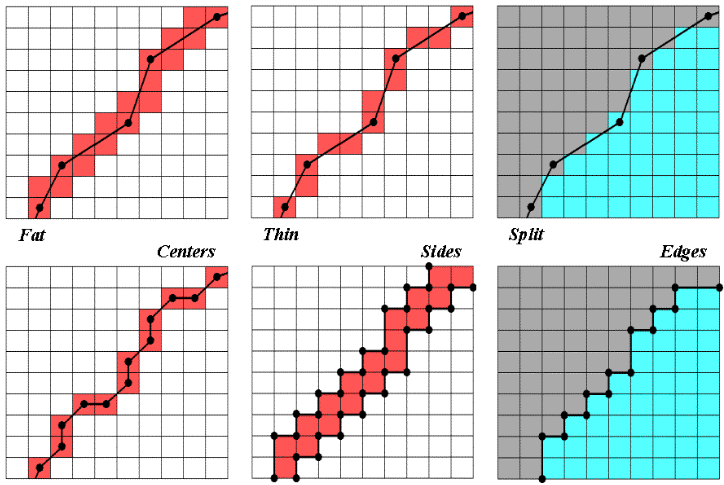 Fat
Thin
Split
Centers
Sides
Edges